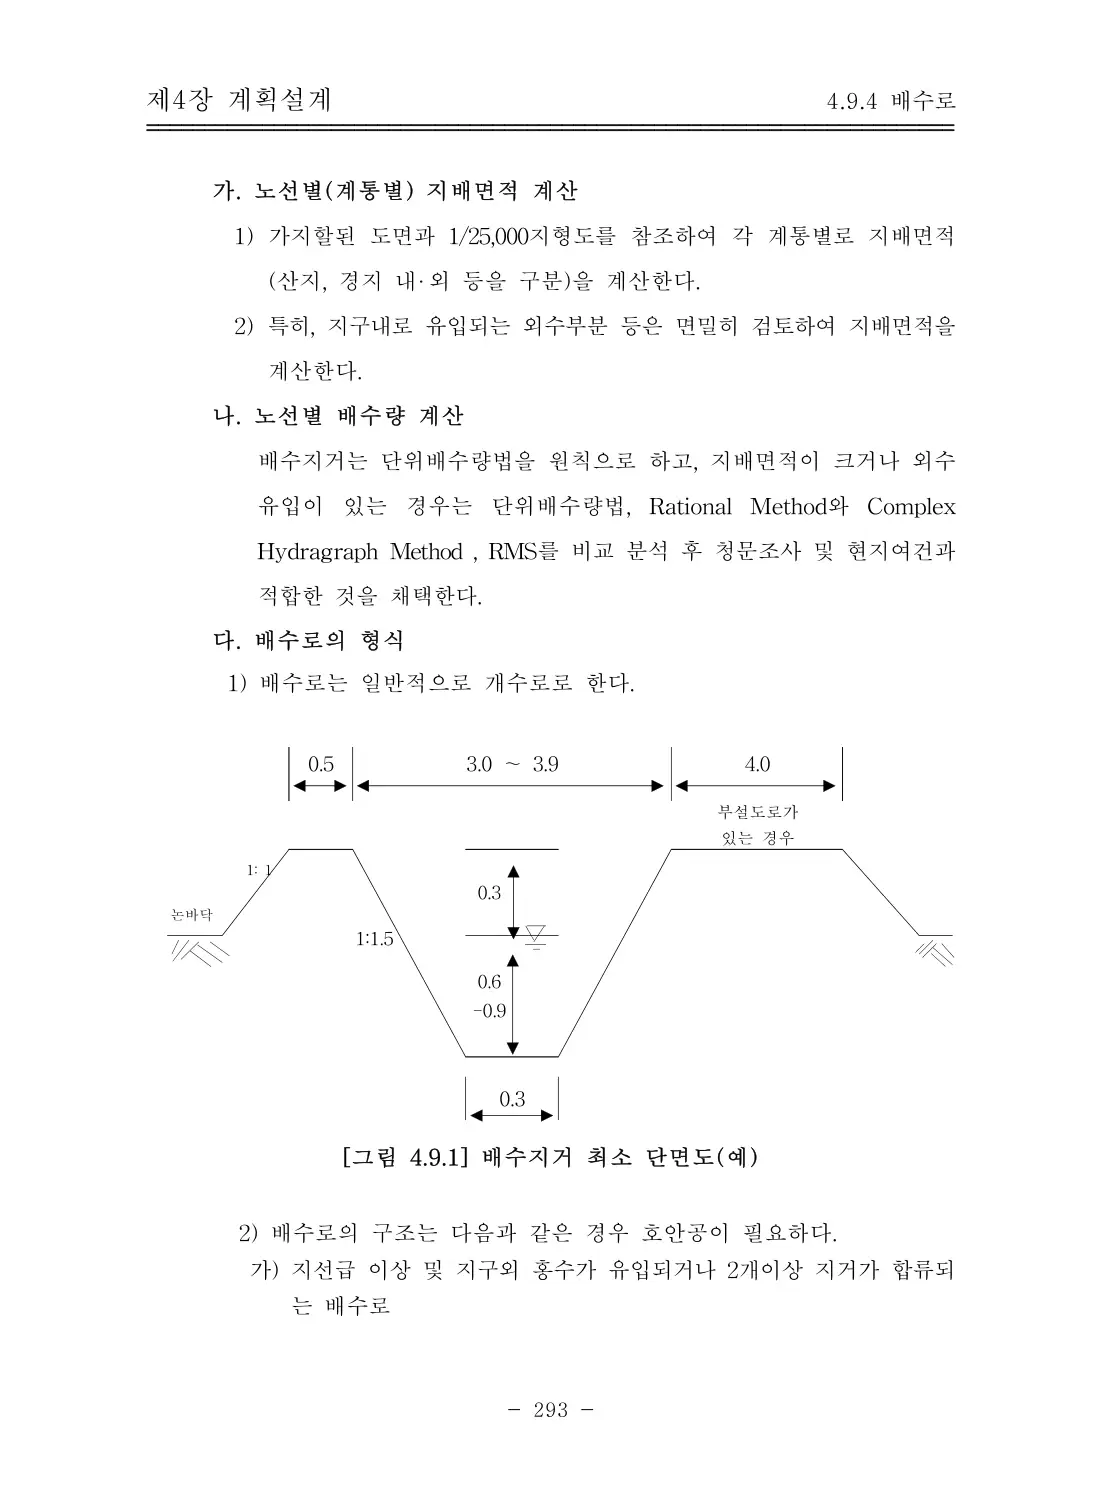 제4장 계획설계 4.9.4 배수로
가. 노선별(계통별) 지배면적 계산
1) 가지할된 도면과 1/25,000지형도를 참조하여 각 계통별로 지배면적
(산지, 경지 내·외 등을 구분)을 계산한다.
2) 특히, 지구내로 유입되는 외수부분 등은 면밀히 검토하여 지배면적을
계산한다.
나. 노선별 배수량 계산
배수지거는 단위배수량법을 원칙으로 하고, 지배면적이 크거나 외수
유입이 있는 경우는 단위배수량법, Rational Method와 Complex
Hydragraph Method , RMS를 비교 분석 후 청문조사 및 현지여건과
적합한 것을 채택한다.
다. 배수로의 형식
1) 배수로는 일반적으로 개수로로 한다.
0.5 3.0 ~ 3.9 4.0
부설도로가
있는 경우
1: 1
0.3
논바닥
1:1.5
0.6
-0.9
0.3
[그림 4.9.1] 배수지거 최소 단면도(예)
2) 배수로의 구조는 다음과 같은 경우 호안공이 필요하다.
가) 지선급 이상 및 지구외 홍수가 유입되거나 2개이상 지거가 합류되
는 배수로
- 293 -